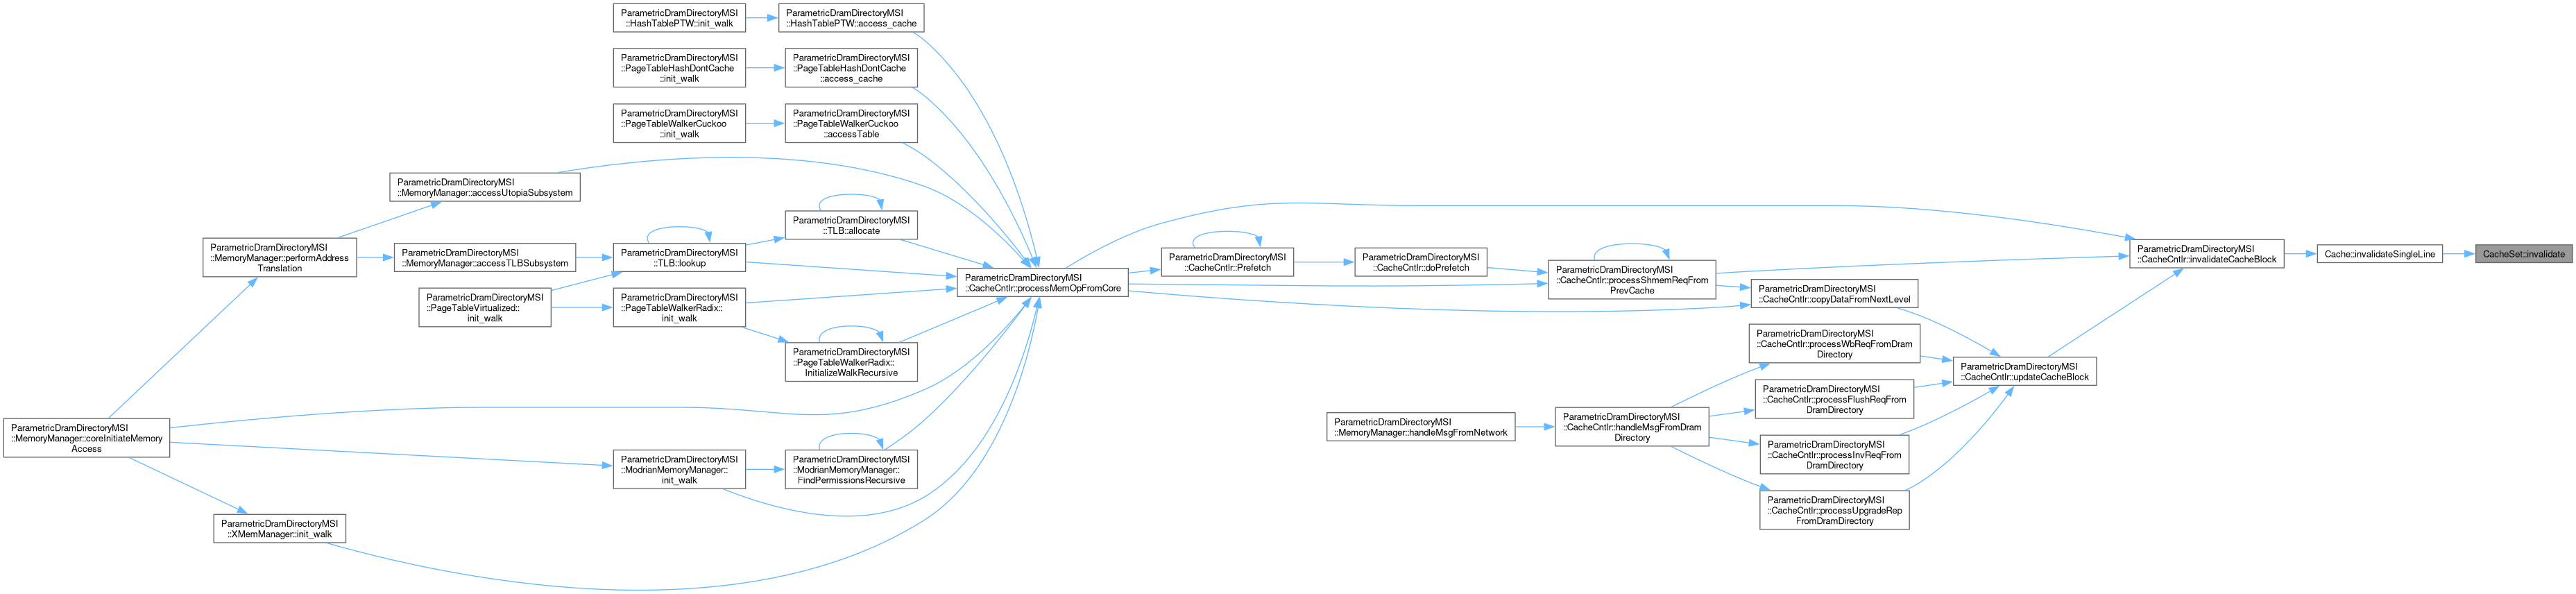 ParametricDramDirectoryMSI
::HashTablePTW::init_walk
ParametricDramDirectoryMSI
::HashTablePTW::access_cache
ParametricDramDirectoryMSI
::PageTableHashDontCache
::init_walk
ParametricDramDirectoryMSI
::PageTableHashDontCache
::access_cache
ParametricDramDirectoryMSI
::PageTableWalkerCuckoo
::init_walk
ParametricDramDirectoryMSI
::PageTableWalkerCuckoo
::accessTable
ParametricDramDirectoryMSI
::MemoryManager::accessUtopiaSubsystem
ParametricDramDirectoryMSI
::TLB::allocate
ParametricDramDirectoryMSI
::MemoryManager::performAddress
Translation
ParametricDramDirectoryMSI
::MemoryManager::accessTLBSubsystem
ParametricDramDirectoryMSI
::TLB::lookup
ParametricDramDirectoryMSI
::CacheCntlr::processMemOpFromCore
ParametricDramDirectoryMSI
::CacheCntlr::Prefetch
ParametricDramDirectoryMSI
::CacheCntlr::doPrefetch
ParametricDramDirectoryMSI
::CacheCntlr::processShmemReqFrom
PrevCache
ParametricDramDirectoryMSI
::CacheCntlr::invalidateCacheBlock
Cache::invalidateSingleLine
CacheSet::invalidate
ParametricDramDirectoryMSI
::PageTableVirtualized::
init_walk
ParametricDramDirectoryMSI
::PageTableWalkerRadix::
init_walk
ParametricDramDirectoryMSI
::CacheCntlr::copyDataFromNextLevel
ParametricDramDirectoryMSI
::PageTableWalkerRadix::
InitializeWalkRecursive
ParametricDramDirectoryMSI
::CacheCntlr::processWbReqFromDram
Directory
ParametricDramDirectoryMSI
::CacheCntlr::updateCacheBlock
ParametricDramDirectoryMSI
::CacheCntlr::processFlushReqFrom
DramDirectory
ParametricDramDirectoryMSI
::MemoryManager::coreInitiateMemory
Access
ParametricDramDirectoryMSI
::MemoryManager::handleMsgFromNetwork
ParametricDramDirectoryMSI
::CacheCntlr::handleMsgFromDram
Directory
ParametricDramDirectoryMSI
::CacheCntlr::processInvReqFrom
DramDirectory
ParametricDramDirectoryMSI
::ModrianMemoryManager::
init_walk
ParametricDramDirectoryMSI
::ModrianMemoryManager::
FindPermissionsRecursive
ParametricDramDirectoryMSI
::CacheCntlr::processUpgradeRep
FromDramDirectory
ParametricDramDirectoryMSI
::XMemManager::init_walk